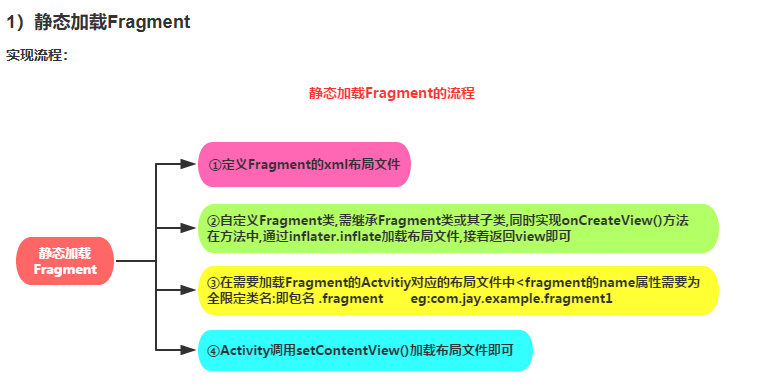 1）静态加载Fragment
实现流程：
静态加载Fragment的流程
①定义Fragment的xml布局文件
②自定义Fragment类,需继承Fragment类或其子类,同时实现onCreateView()方法
在方法中,通过inflater.inflate加载布局文件,接着返回view即可
静态加载
Fragment
③在需要加载Fragment的Actvitiy对应的布局文件中<fragment的name属性需要为
全限定类名:即包名 .fragment eg:com.jay.example.fragment1
④Activity调用setContentView()加载布局文件即可